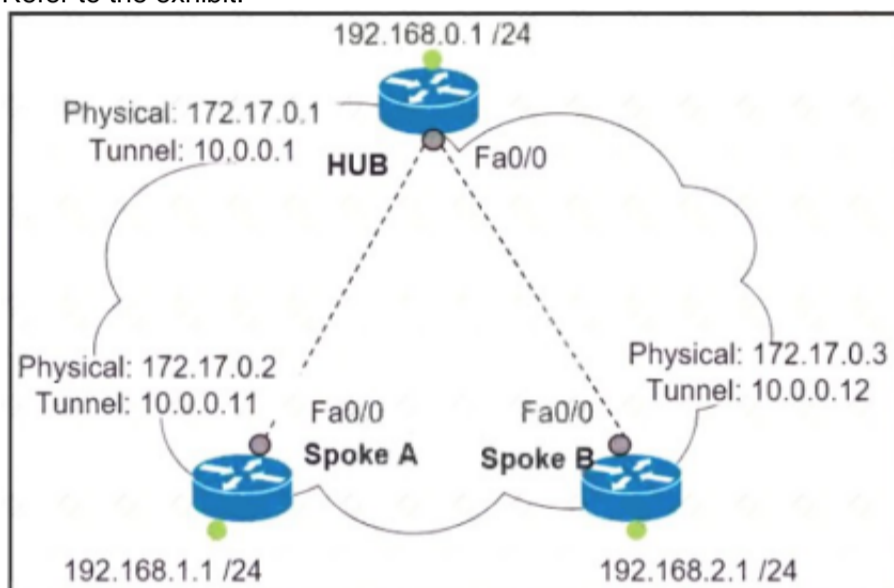 Refer to the exhibit.
192.168.0.1 /24
Physical: 172.17.0.1
Tunnel: 10.0.0.1
HUB
Fa0/0
Physical: 172.17.0.2
Tunnel: 10.0.0.11
Physical: 172.17.0.3
Tunnel: 10.0.0.12
Fa0/0
Fa0/0
Spoke A
Spoke B
192.168.1.1 /24
192.168.2.1 /24